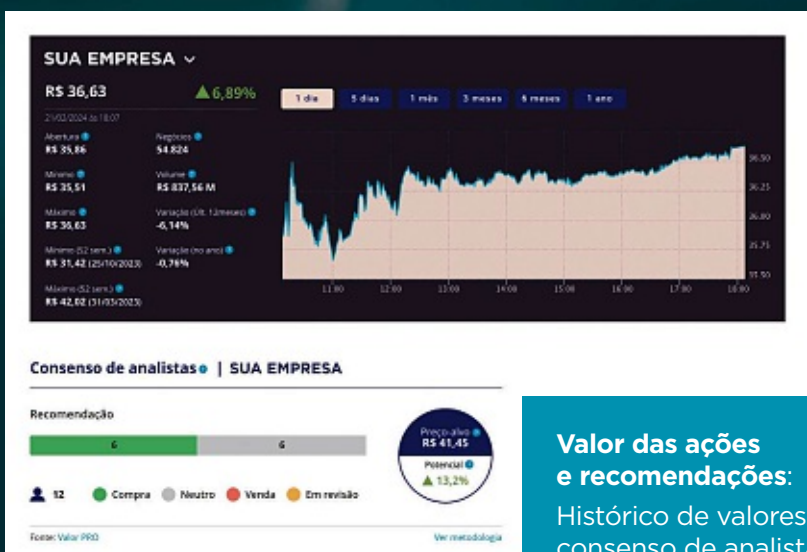 SUA EMPRESA
R$ 36,63 6,89%
21/02/2024 às 18:07
1 dia 5 dias 1 mês 3 meses 6 meses 1 ano
Abertura Negócios
R$ 35,86 54.824
Mínimo Volume
R$ 35,51 R$ 837,56 M
Máximo Variação (Últ. 12meses)
R$ 36,63 -6,14%
Mínimo (52 sem.) Variação (no ano)
R$ 31,42 (25/10/2023) -0,76%
Máximo (52 sem.)
R$ 42,02 (31/03/2023)
36.50
36.25
36.00
35.75
35.50
11:00 12:00 13:00 14:00 15:00 16:00 17:00 18:00
Consenso de analistas | SUA EMPRESA
Recomendação
6 6
12 Compra Neutro Venda Em revisão
Preço-alvo
R$ 41,45
Potencial
13,2%
Fonte: Valor PRO Ver metodologia
Valor das ações
e recomendações:
Histórico de valores
consenso de analist